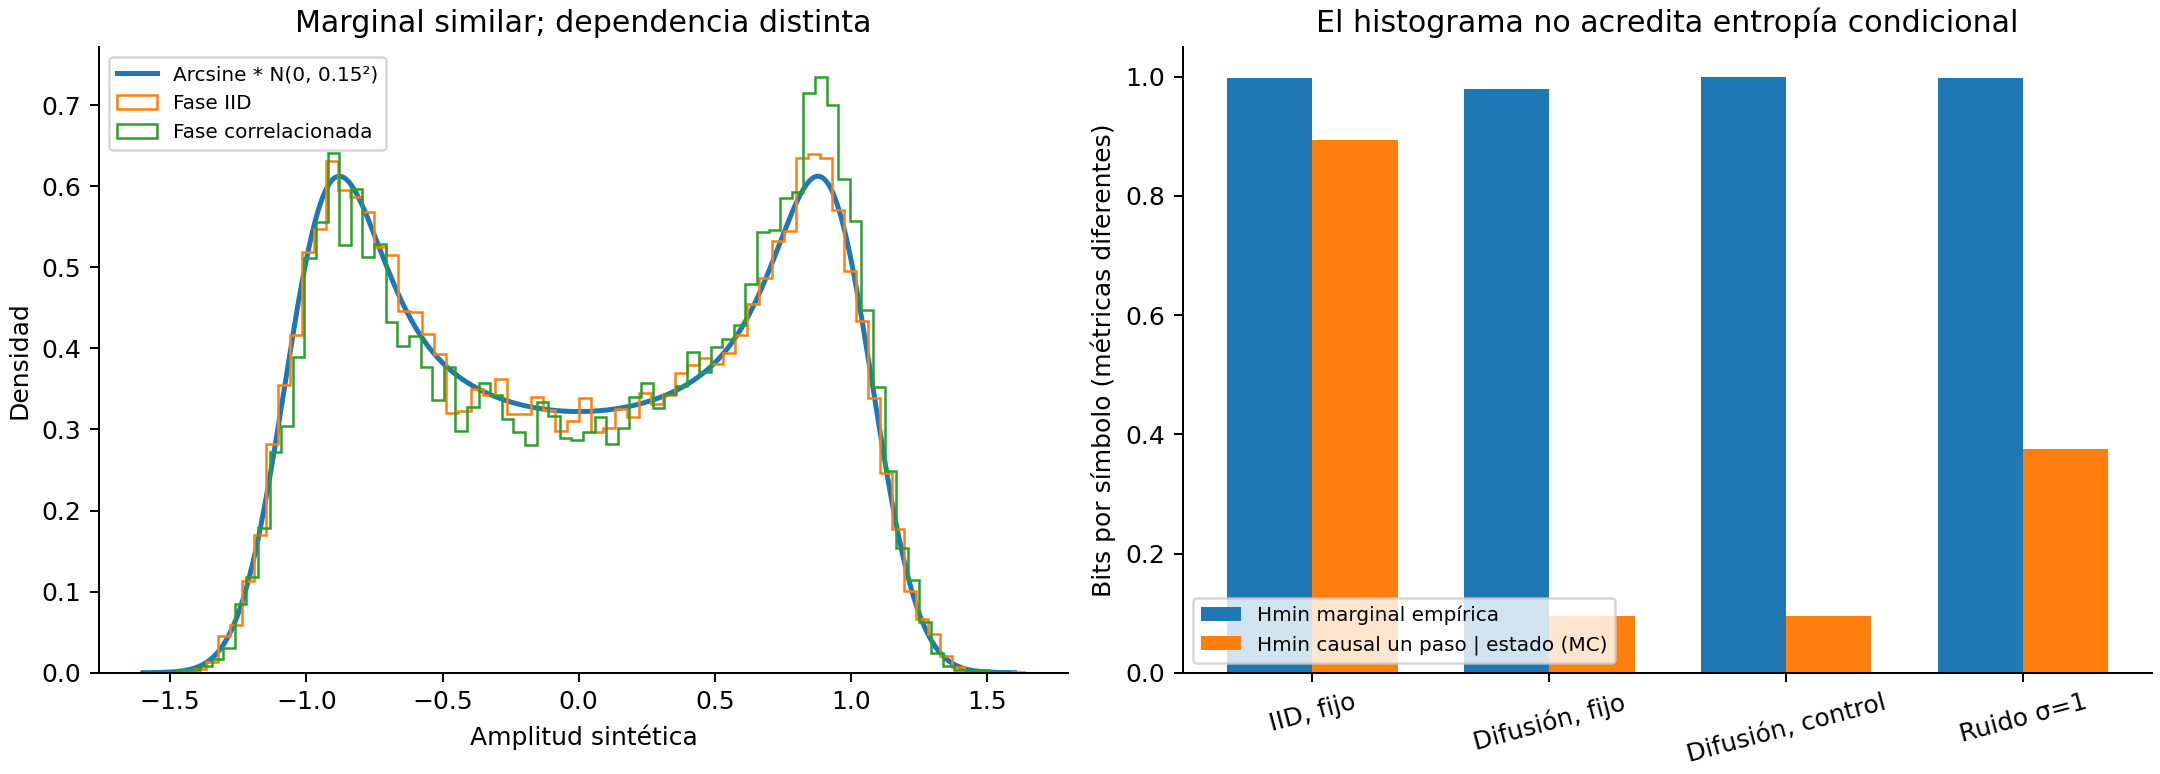 Marginal similar; dependencia distinta
Arcsine * N(0, 0.15²)
Fase IID
Fase correlacionada
Densidad
0.7
0.6
0.5
0.4
0.3
0.2
0.1
0.0
−1.5
−1.0
−0.5
0.0
0.5
1.0
1.5
Amplitud sintética
El histograma no acredita entropía condicional
Bits por símbolo (métricas diferentes)
1.0
0.8
0.6
0.4
0.2
0.0
Hmin marginal empírica
Hmin causal un paso | estado (MC)
IID, fijo
Difusión, fijo
Difusión, control
Ruido σ=1